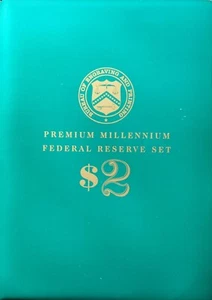 BUREAU OF ENGRAVING AND PRINTING
PREMIUM MILLENNIUM
FEDERAL RESERVE SET
$2